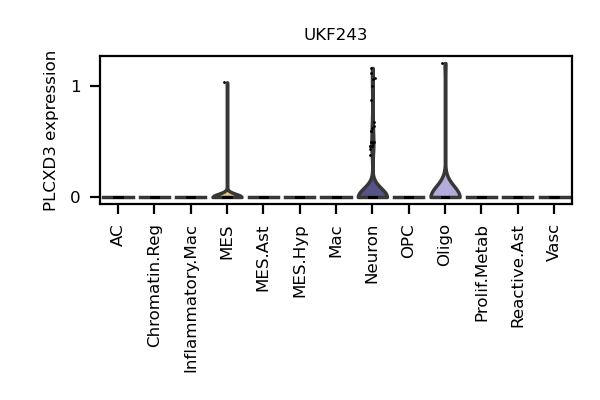 UKF243
PLCXD3 expression
1
0
AC
Chromatin.Reg
Inflammatory.Mac
MES
MES.Ast
MES.Hyp
Mac
Neuron
OPC
Oligo
Prolif.Metab
Reactive.Ast
Vasc